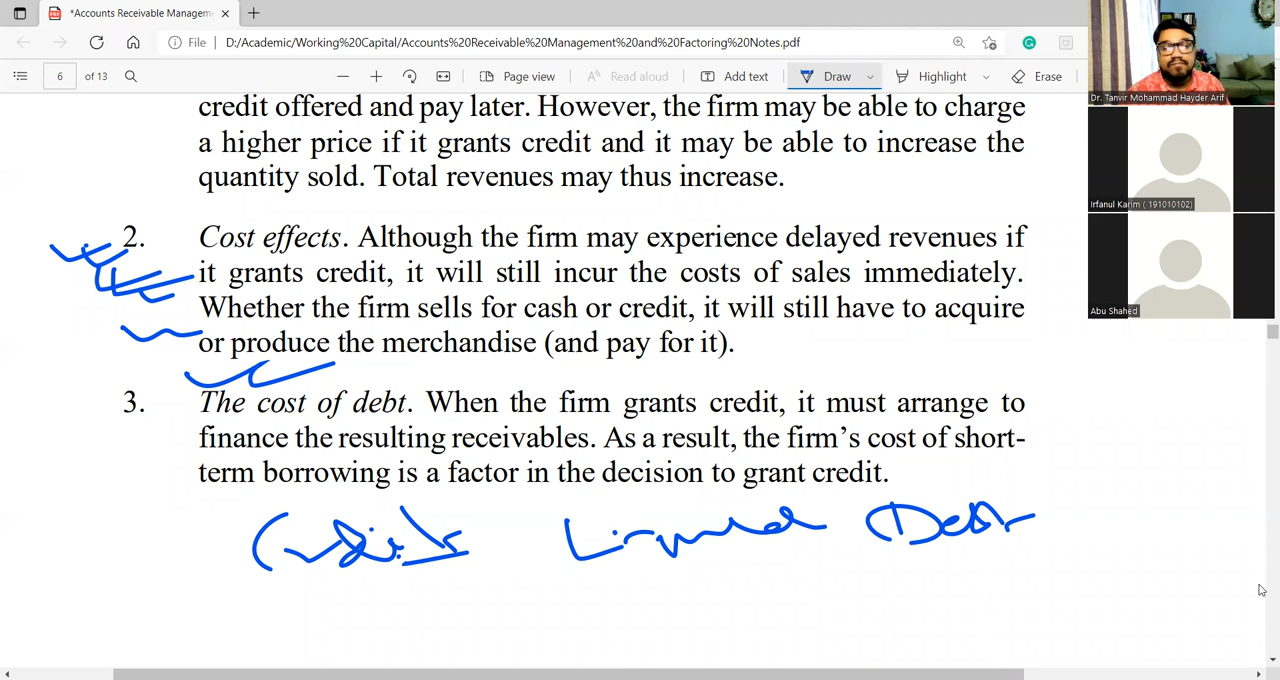 *Accounts Receivable Managem
File D:/Academic/Working%20Capital/Accounts%20Receivable%20Management%20and%20Factoring%20Notes.pdf
6 of 13 Page view Read aloud Add text Draw Highlight Erase
credit offered and pay later. However, the firm may be able to charge
a higher price if it grants credit and it may be able to increase the
quantity sold. Total revenues may thus increase.
2. Cost effects. Although the firm may experience delayed revenues if
it grants credit, it will still incur the costs of sales immediately.
Whether the firm sells for cash or credit, it will still have to acquire
or produce the merchandise (and pay for it).
3. The cost of debt. When the firm grants credit, it must arrange to
finance the resulting receivables. As a result, the firm's cost of short-
term borrowing is a factor in the decision to grant credit.
Debt
Dr. Tanvir Mohammad Hayder Arif
Irfanul Karim ( 191010102)
Abu Shahed